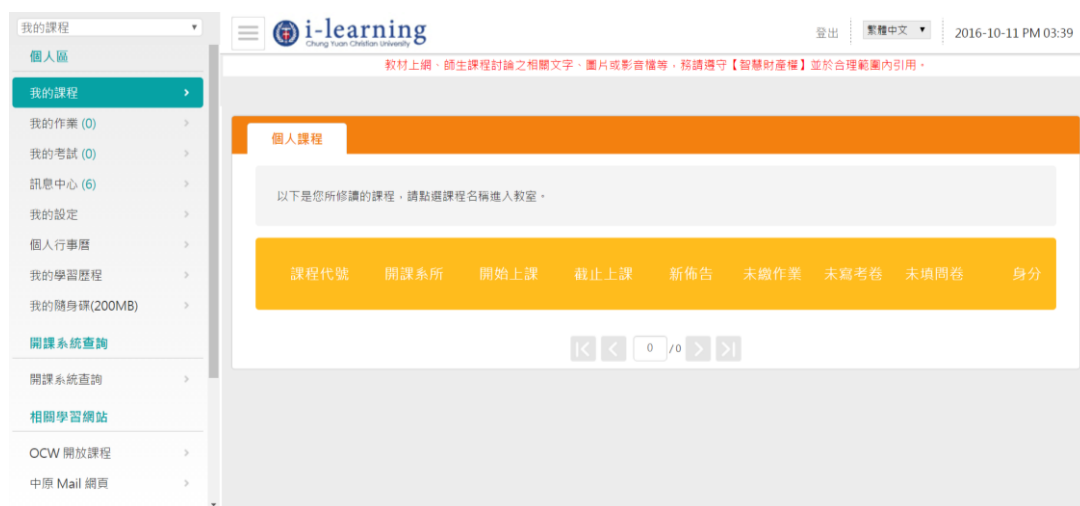 我的課程
個人區
我的課程
我的作業 (0)
我的考試 (0)
訊息中心 (6)
我的設定
個人行事曆
我的學習歷程
我的隨身碟(200MB)
開課系統查詢
開課系統查詢
相關學習網站
OCW 開放課程
中原 Mail 網頁
i-learning
Chung Yuan Christian University
登出
繁體中文
2016-10-11 PM 03:39
教材上網、師生課程討論之相關文字、圖片或影音檔等，務請遵守【智慧財產權】並於合理範圍內引用。
個人課程
以下是您所修讀的課程，請點選課程名稱進入教室。
課程代號 開課系所 開始上課 截止上課 新佈告 未繳作業 未寫考卷 未填問卷 身分
0 /0